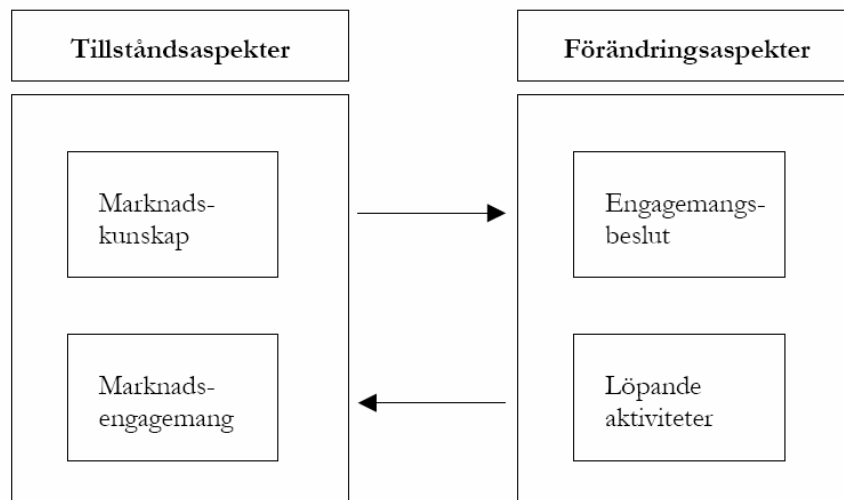 Tillståndsaspekter
Förändringsaspekter
Marknads-
kunskap
Engagemangs-
beslut
Marknads-
engagemang
Löpande
aktiviteter